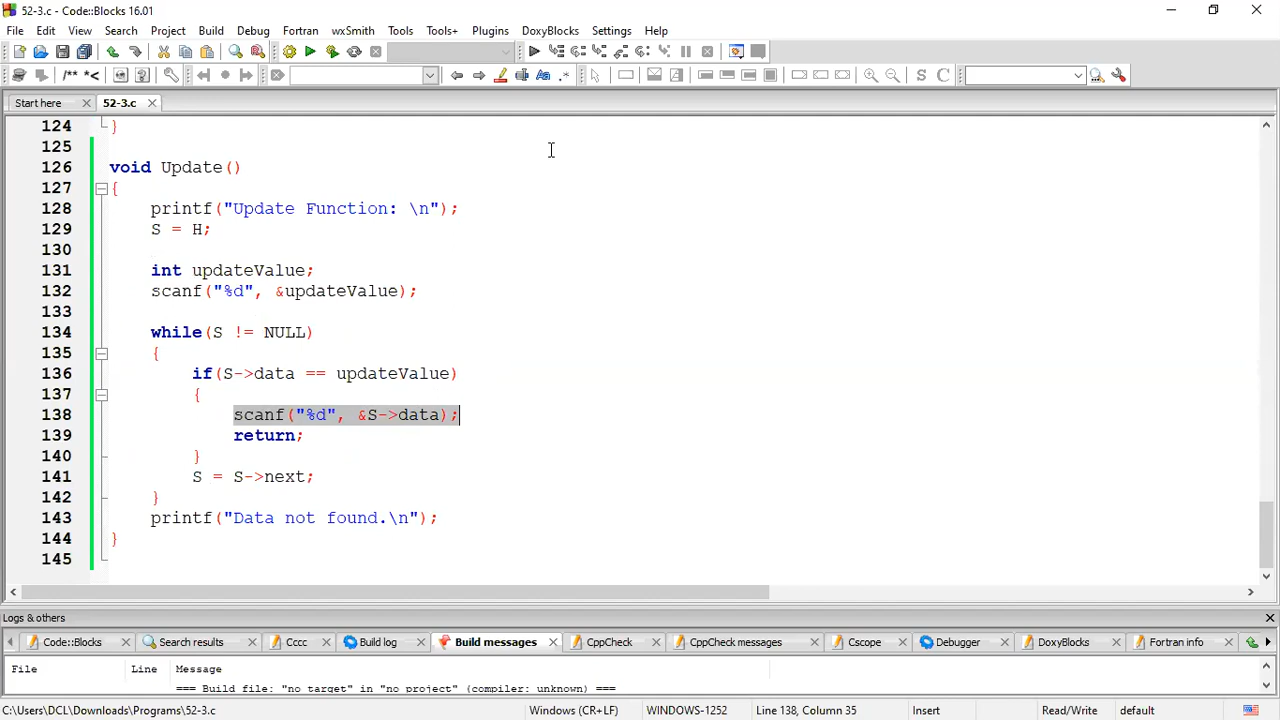 52-3.c - Code::Blocks 16.01
File Edit View Search Project Build Debug Fortran wxSmith Tools Tools+ Plugins DoxyBlocks Settings Help
/** *< Aa .* S C
Start here 52-3.c
124 }
125
126 void Update()
127 {
128 printf("Update Function: \n");
129 S = H;
130
131 int updateValue;
132 scanf("%d", &updateValue);
133
134 while(S != NULL)
135 {
136 if(S->data == updateValue)
137 {
138 scanf("%d", &S->data);
139 return;
140 }
141 S = S->next;
142 }
143 printf("Data not found.\n");
144 }
145
Logs & others
Code::Blocks Search results Cccc Build log Build messages CppCheck CppCheck messages Cscope Debugger DoxyBlocks Fortran info
File Line Message
=== Build file: "no target" in "no project" (compiler: unknown) ===
C:\Users\DCL\Downloads\Programs\52-3.c Windows (CR+LF) WINDOWS-1252 Line 138, Column 35 Insert Read/Write default